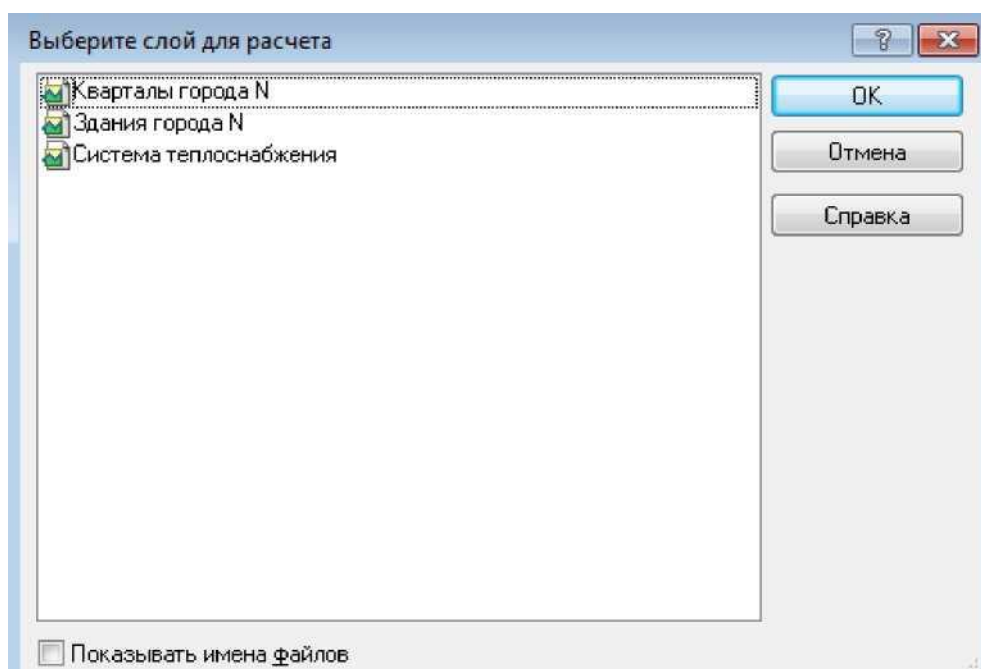 Выберите слой для расчета
Кварталы города N
Здания города N
Система теплоснабжения
OK
Отмена
Справка
Показывать имена файлов